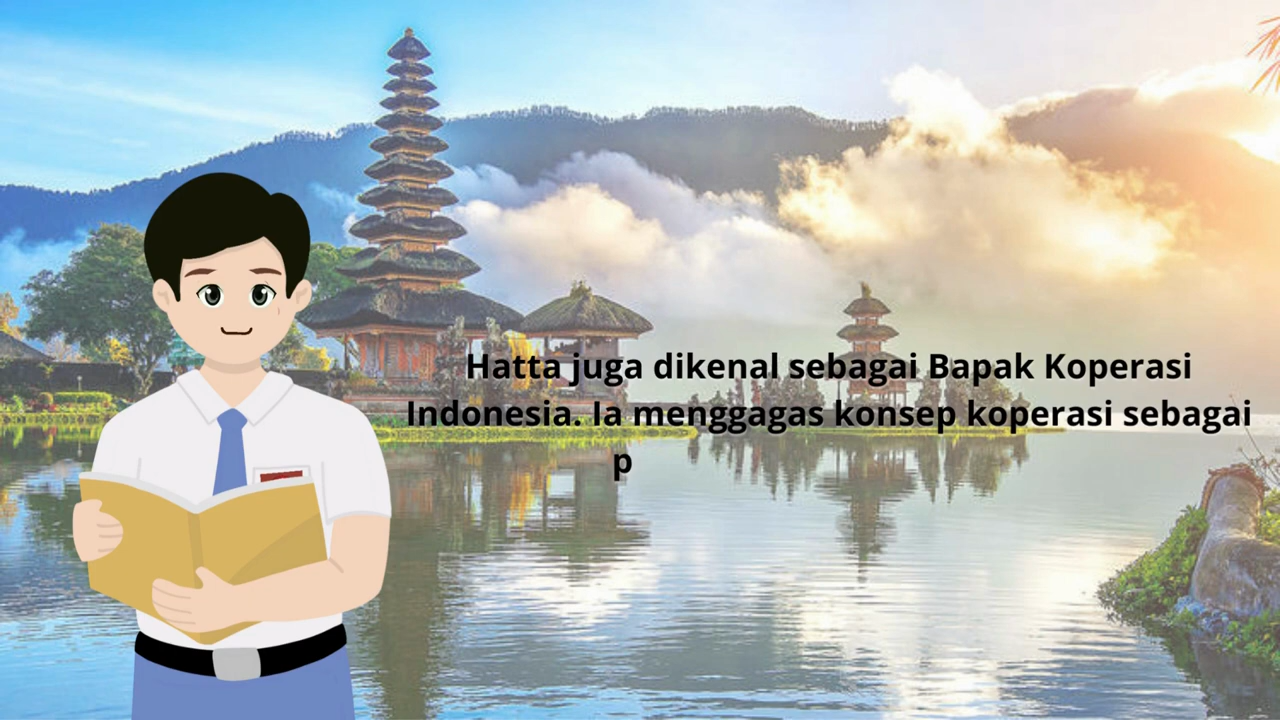 Hatta juga dikenal sebagai Bapak Koperasi
Indonesia. Ia menggagas konsep koperasi sebagai
p